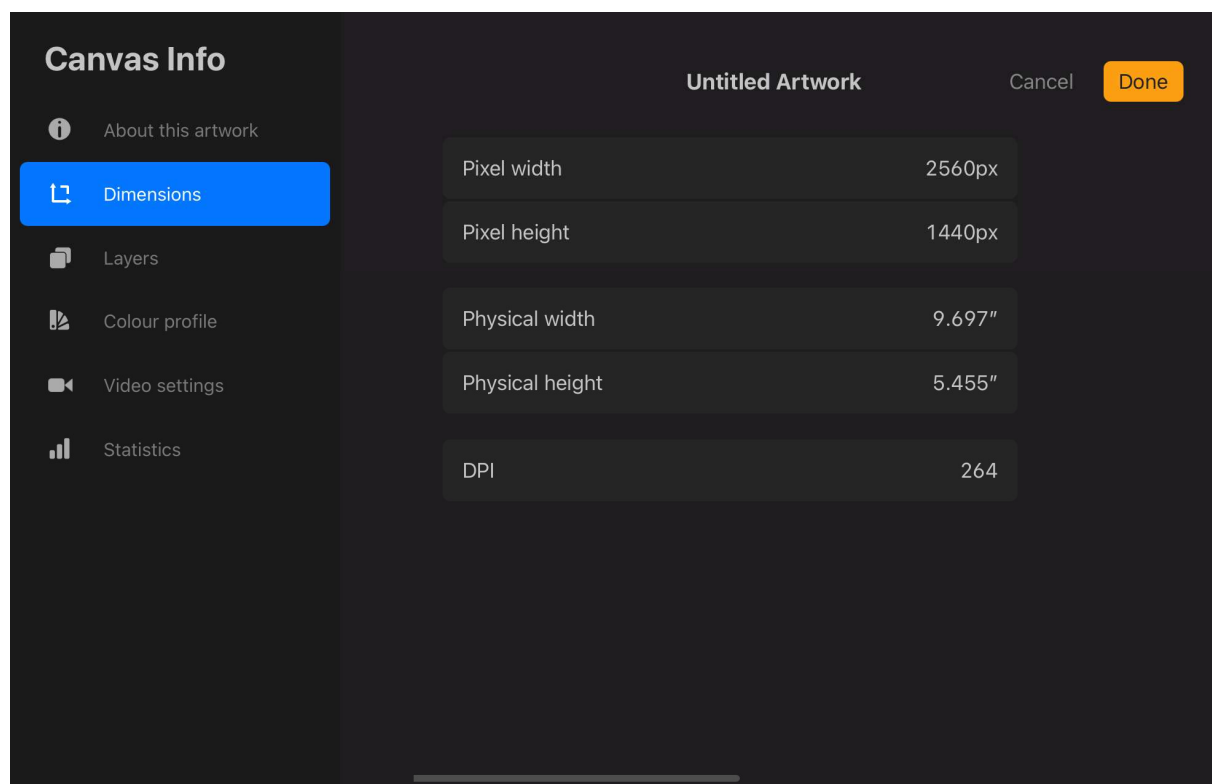 Canvas Info
Untitled Artwork
Cancel
Done
About this artwork
Dimensions
Layers
Colour profile
Video settings
Statistics
Pixel width 2560px
Pixel height 1440px
Physical width 9.697″
Physical height 5.455″
DPI 264